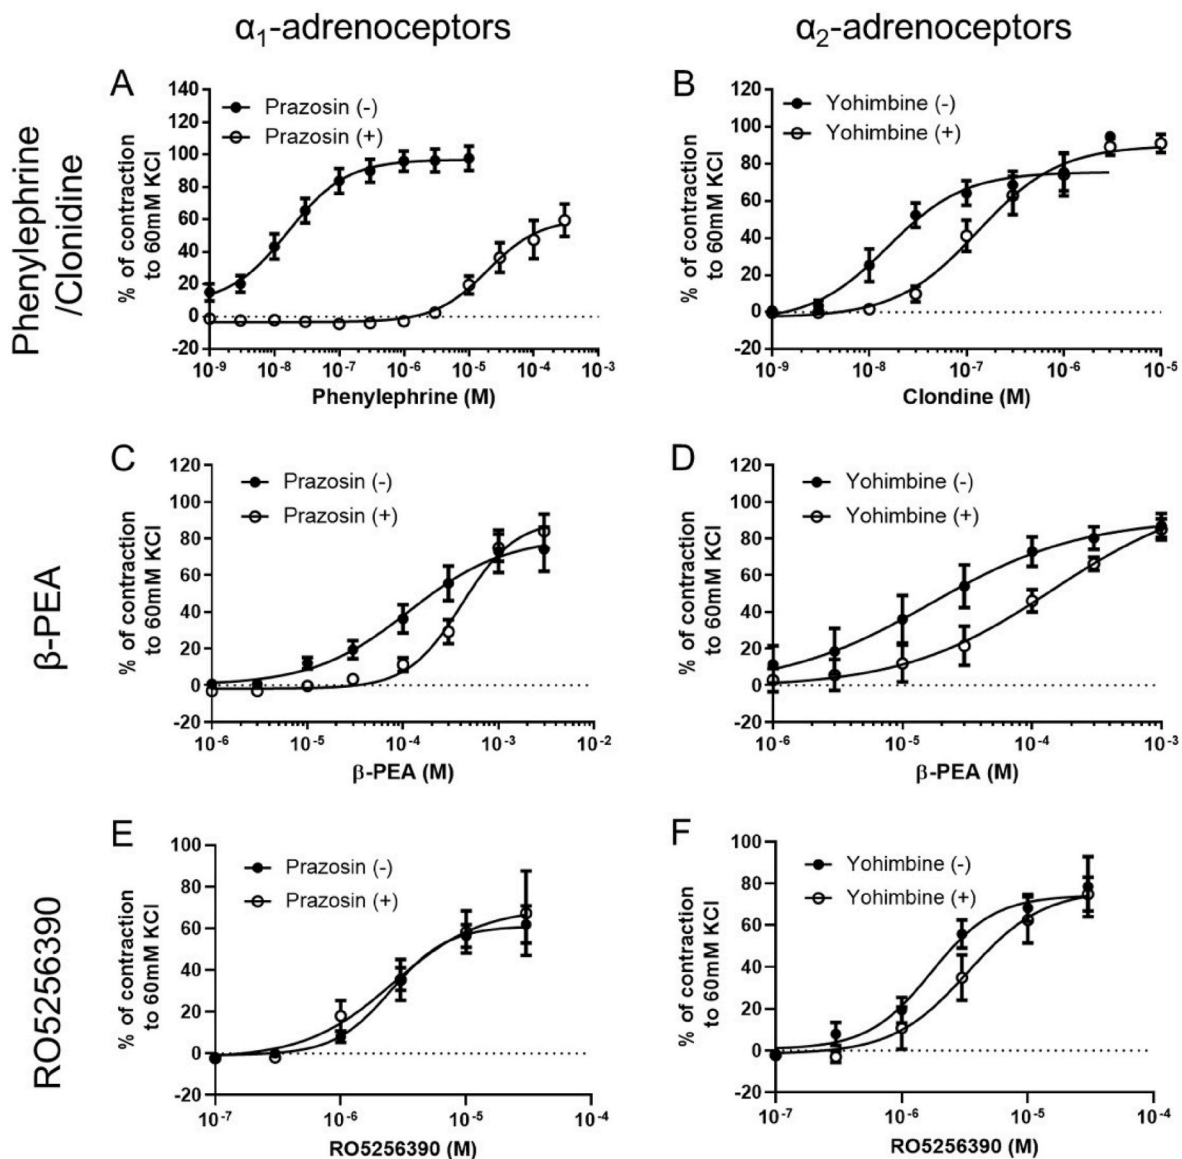 α₁-adrenoceptors
α₂-adrenoceptors
Phenylephrine
/Clonidine
A
% of contraction
to 60mM KCl
140
120
100
80
60
40
20
0
-20
Prazosin (-)
Prazosin (+)
10⁻⁹ 10⁻⁸ 10⁻⁷ 10⁻⁶ 10⁻⁵ 10⁻⁴ 10⁻³
Phenylephrine (M)
B
% of contraction
to 60mM KCl
120
100
80
60
40
20
0
-20
Yohimbine (-)
Yohimbine (+)
10⁻⁹ 10⁻⁸ 10⁻⁷ 10⁻⁶ 10⁻⁵
Clondine (M)
β-PEA
C
% of contraction
to 60mM KCl
120
100
80
60
40
20
0
-20
Prazosin (-)
Prazosin (+)
10⁻⁶ 10⁻⁵ 10⁻⁴ 10⁻³ 10⁻²
β-PEA (M)
D
% of contraction
to 60mM KCl
120
100
80
60
40
20
0
-20
Yohimbine (-)
Yohimbine (+)
10⁻⁶ 10⁻⁵ 10⁻⁴ 10⁻³
β-PEA (M)
RO5256390
E
% of contraction
to 60mM KCl
100
80
60
40
20
0
-20
Prazosin (-)
Prazosin (+)
10⁻⁷ 10⁻⁶ 10⁻⁵ 10⁻⁴
RO5256390 (M)
F
% of contraction
to 60mM KCl
100
80
60
40
20
0
-20
Yohimbine (-)
Yohimbine (+)
10⁻⁷ 10⁻⁶ 10⁻⁵ 10⁻⁴
RO5256390 (M)